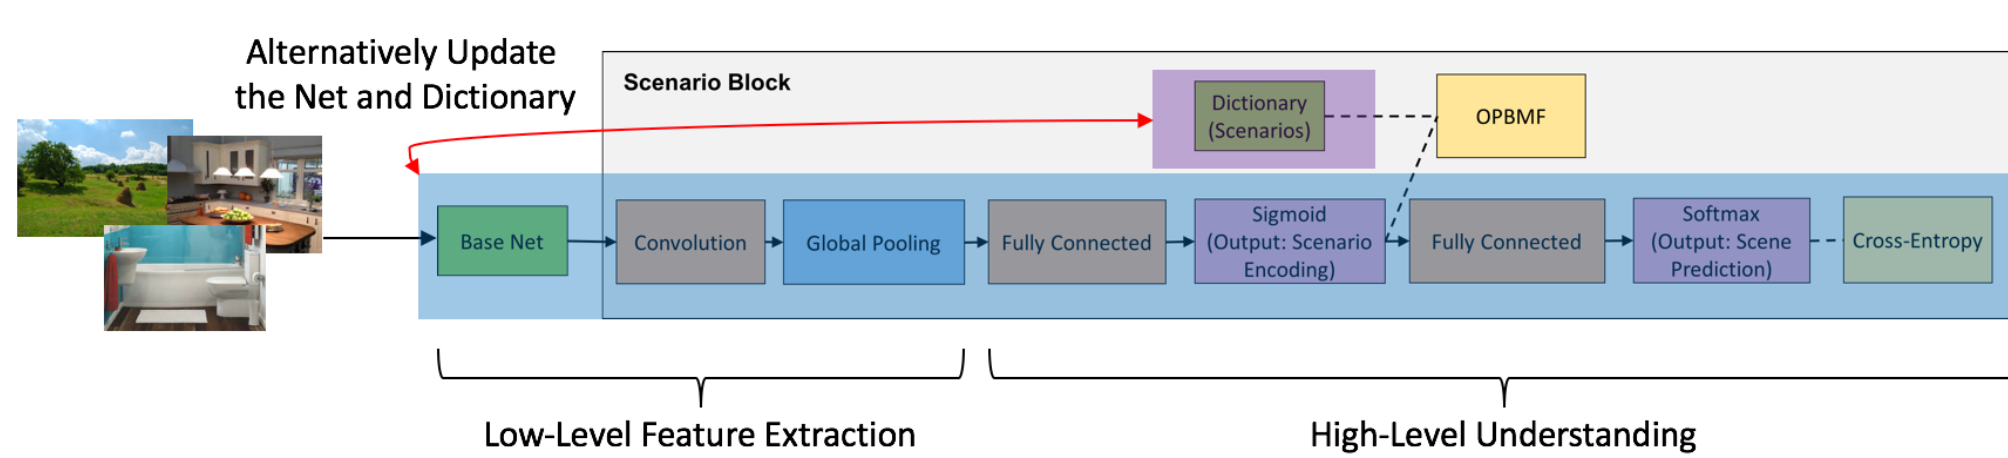 Alternatively Update
the Net and Dictionary
Scenario Block
Dictionary
(Scenarios)
OPBMF
Base Net
Convolution
Global Pooling
Fully Connected
Sigmoid
(Output: Scenario
Encoding)
Fully Connected
Softmax
(Output: Scene
Prediction)
Cross-Entropy
Low-Level Feature Extraction
High-Level Understanding